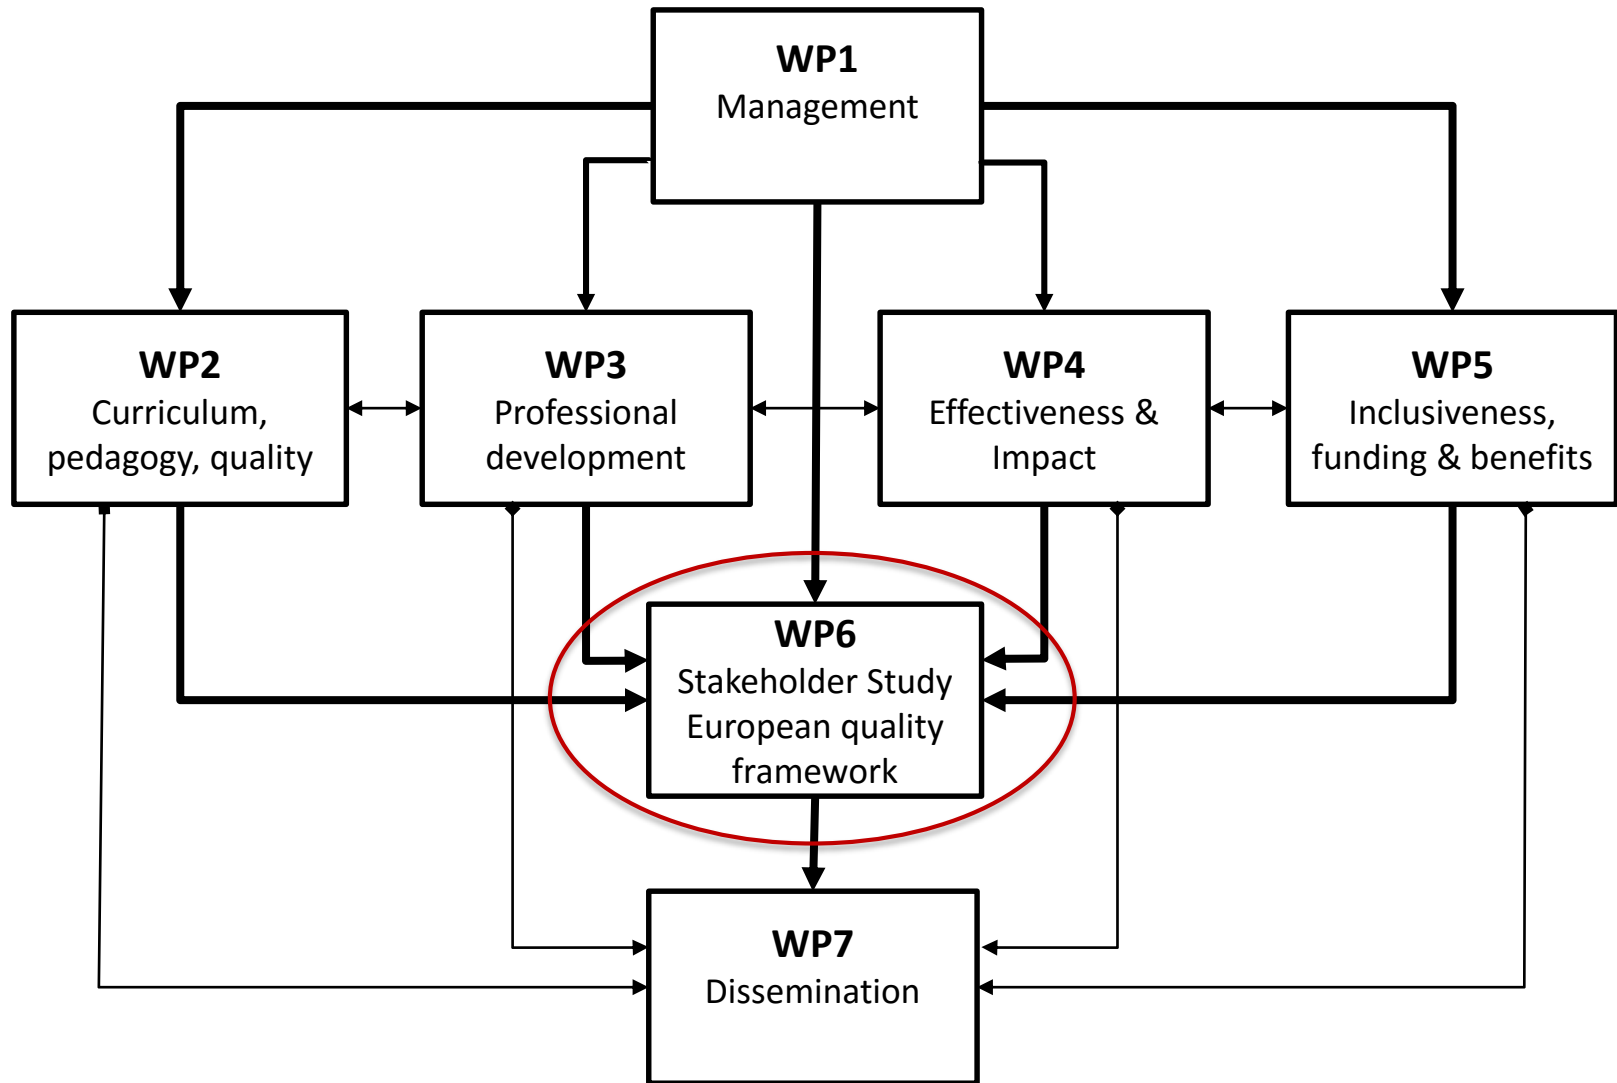 WP1
Management
WP2
Curriculum,
pedagogy, quality
WP3
Professional
development
WP4
Effectiveness &
Impact
WP5
Inclusiveness,
funding & benefits
WP6
Stakeholder Study
European quality
framework
WP7
Dissemination